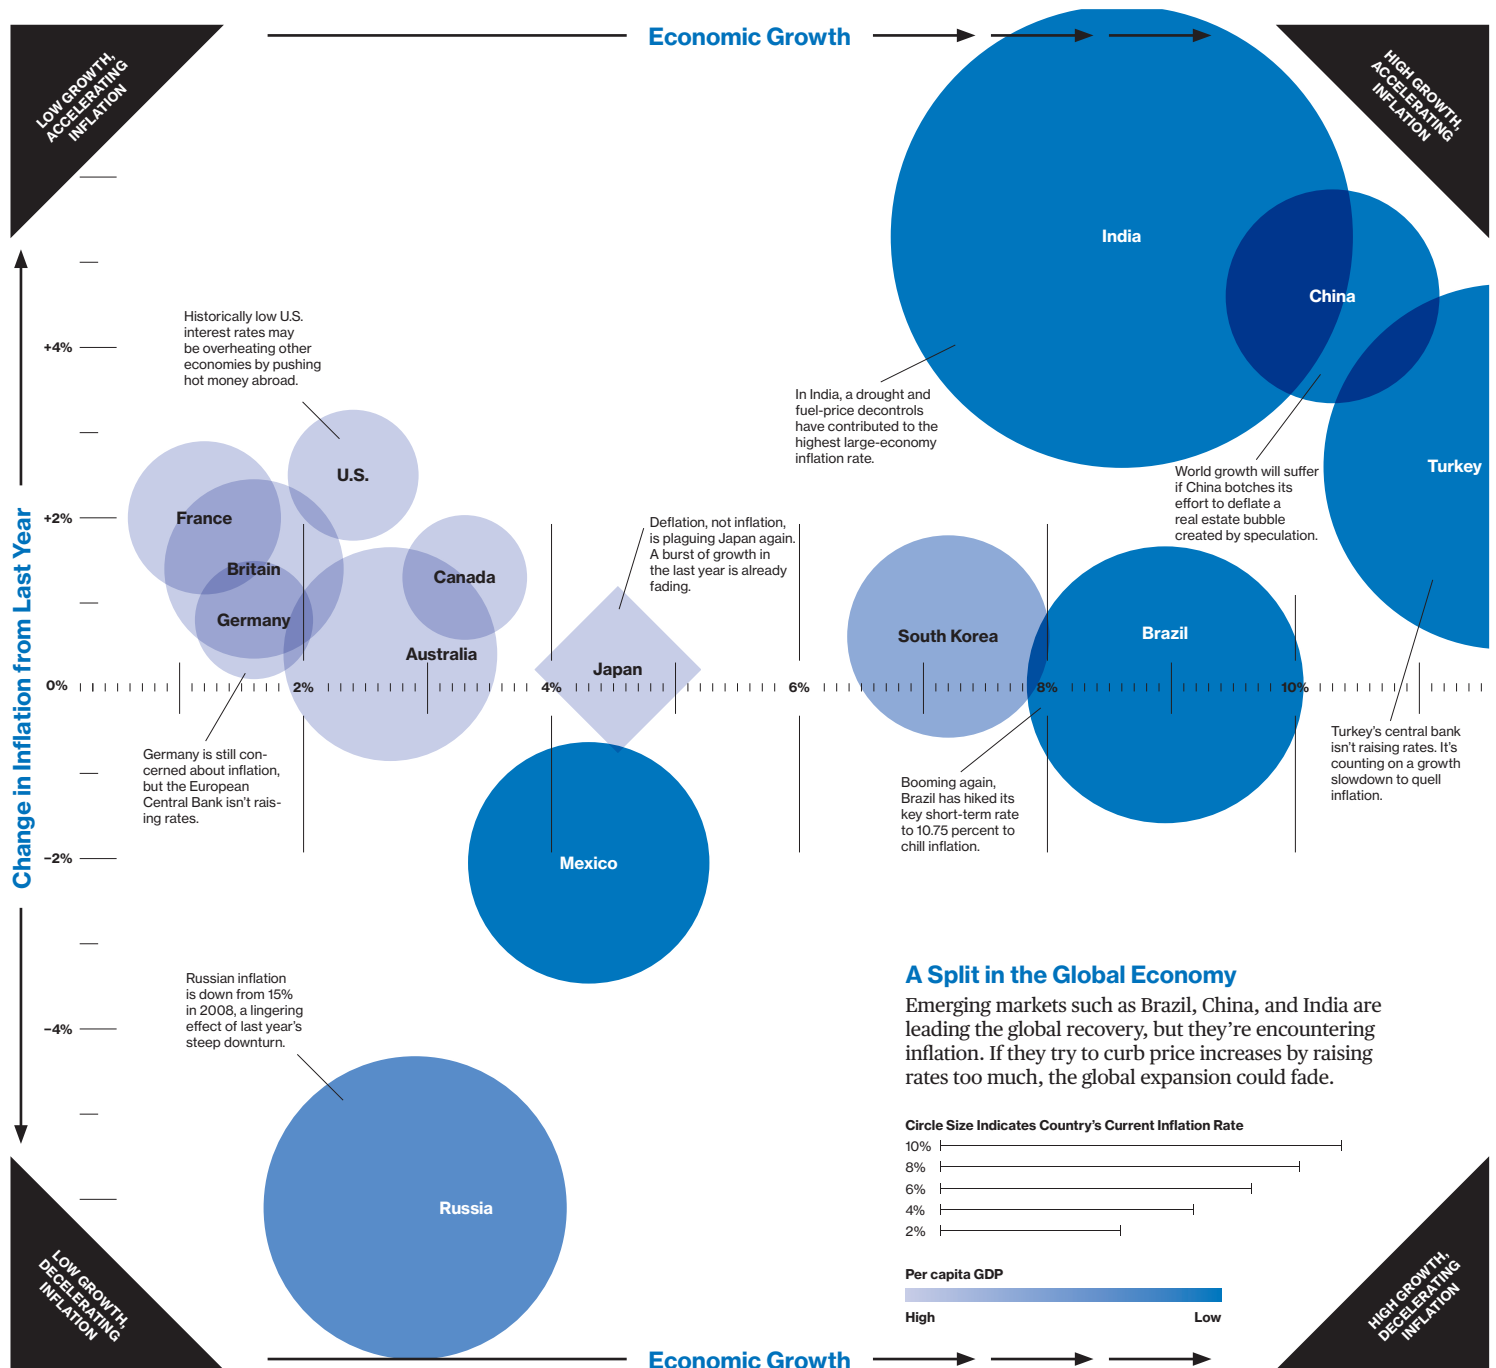 Economic Growth
LOW GROWTH,
ACCELERATING
INFLATION
HIGH GROWTH,
ACCELERATING
INFLATION
Change in Inflation from Last Year
+4%
+2%
0%
−2%
−4%
2%
4%
6%
8%
10%
India
China
Turkey
Historically low U.S.
interest rates may
be overheating other
economies by pushing
hot money abroad.
In India, a drought and
fuel-price decontrols
have contributed to the
highest large-economy
inflation rate.
World growth will suffer
if China botches its
effort to deflate a
real estate bubble
created by speculation.
U.S.
France
Britain
Germany
Canada
Australia
Deflation, not inflation,
is plaguing Japan again.
A burst of growth in
the last year is already
fading.
Japan
South Korea
Brazil
Germany is still con-
cerned about inflation,
but the European
Central Bank isn't rais-
ing rates.
Booming again,
Brazil has hiked its
key short-term rate
to 10.75 percent to
chill inflation.
Turkey's central bank
isn't raising rates. It's
counting on a growth
slowdown to quell
inflation.
Mexico
Russian inflation
is down from 15%
in 2008, a lingering
effect of last year's
steep downturn.
Russia
A Split in the Global Economy
Emerging markets such as Brazil, China, and India are
leading the global recovery, but they're encountering
inflation. If they try to curb price increases by raising
rates too much, the global expansion could fade.
Circle Size Indicates Country's Current Inflation Rate
10%
8%
6%
4%
2%
Per capita GDP
High
Low
LOW GROWTH,
DECELERATING
INFLATION
HIGH GROWTH,
DECELERATING
INFLATION
Economic Growth